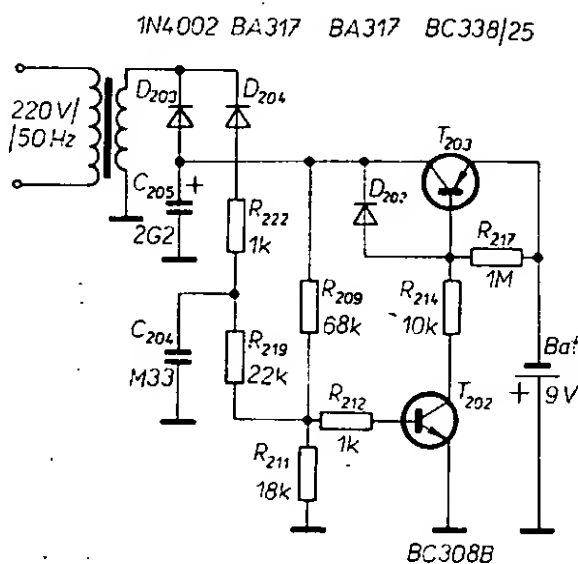 1N4002 BA317 BA317 BC338/25
D203
D204
220V/
/50Hz
T203
C205 +
2G2
R222
1k
D202
R217
1M
R209
68k
R214
10k
C204
M33
R219
22k
Bat
+ 9V
R212
1k
T202
R211
18k
BC308B